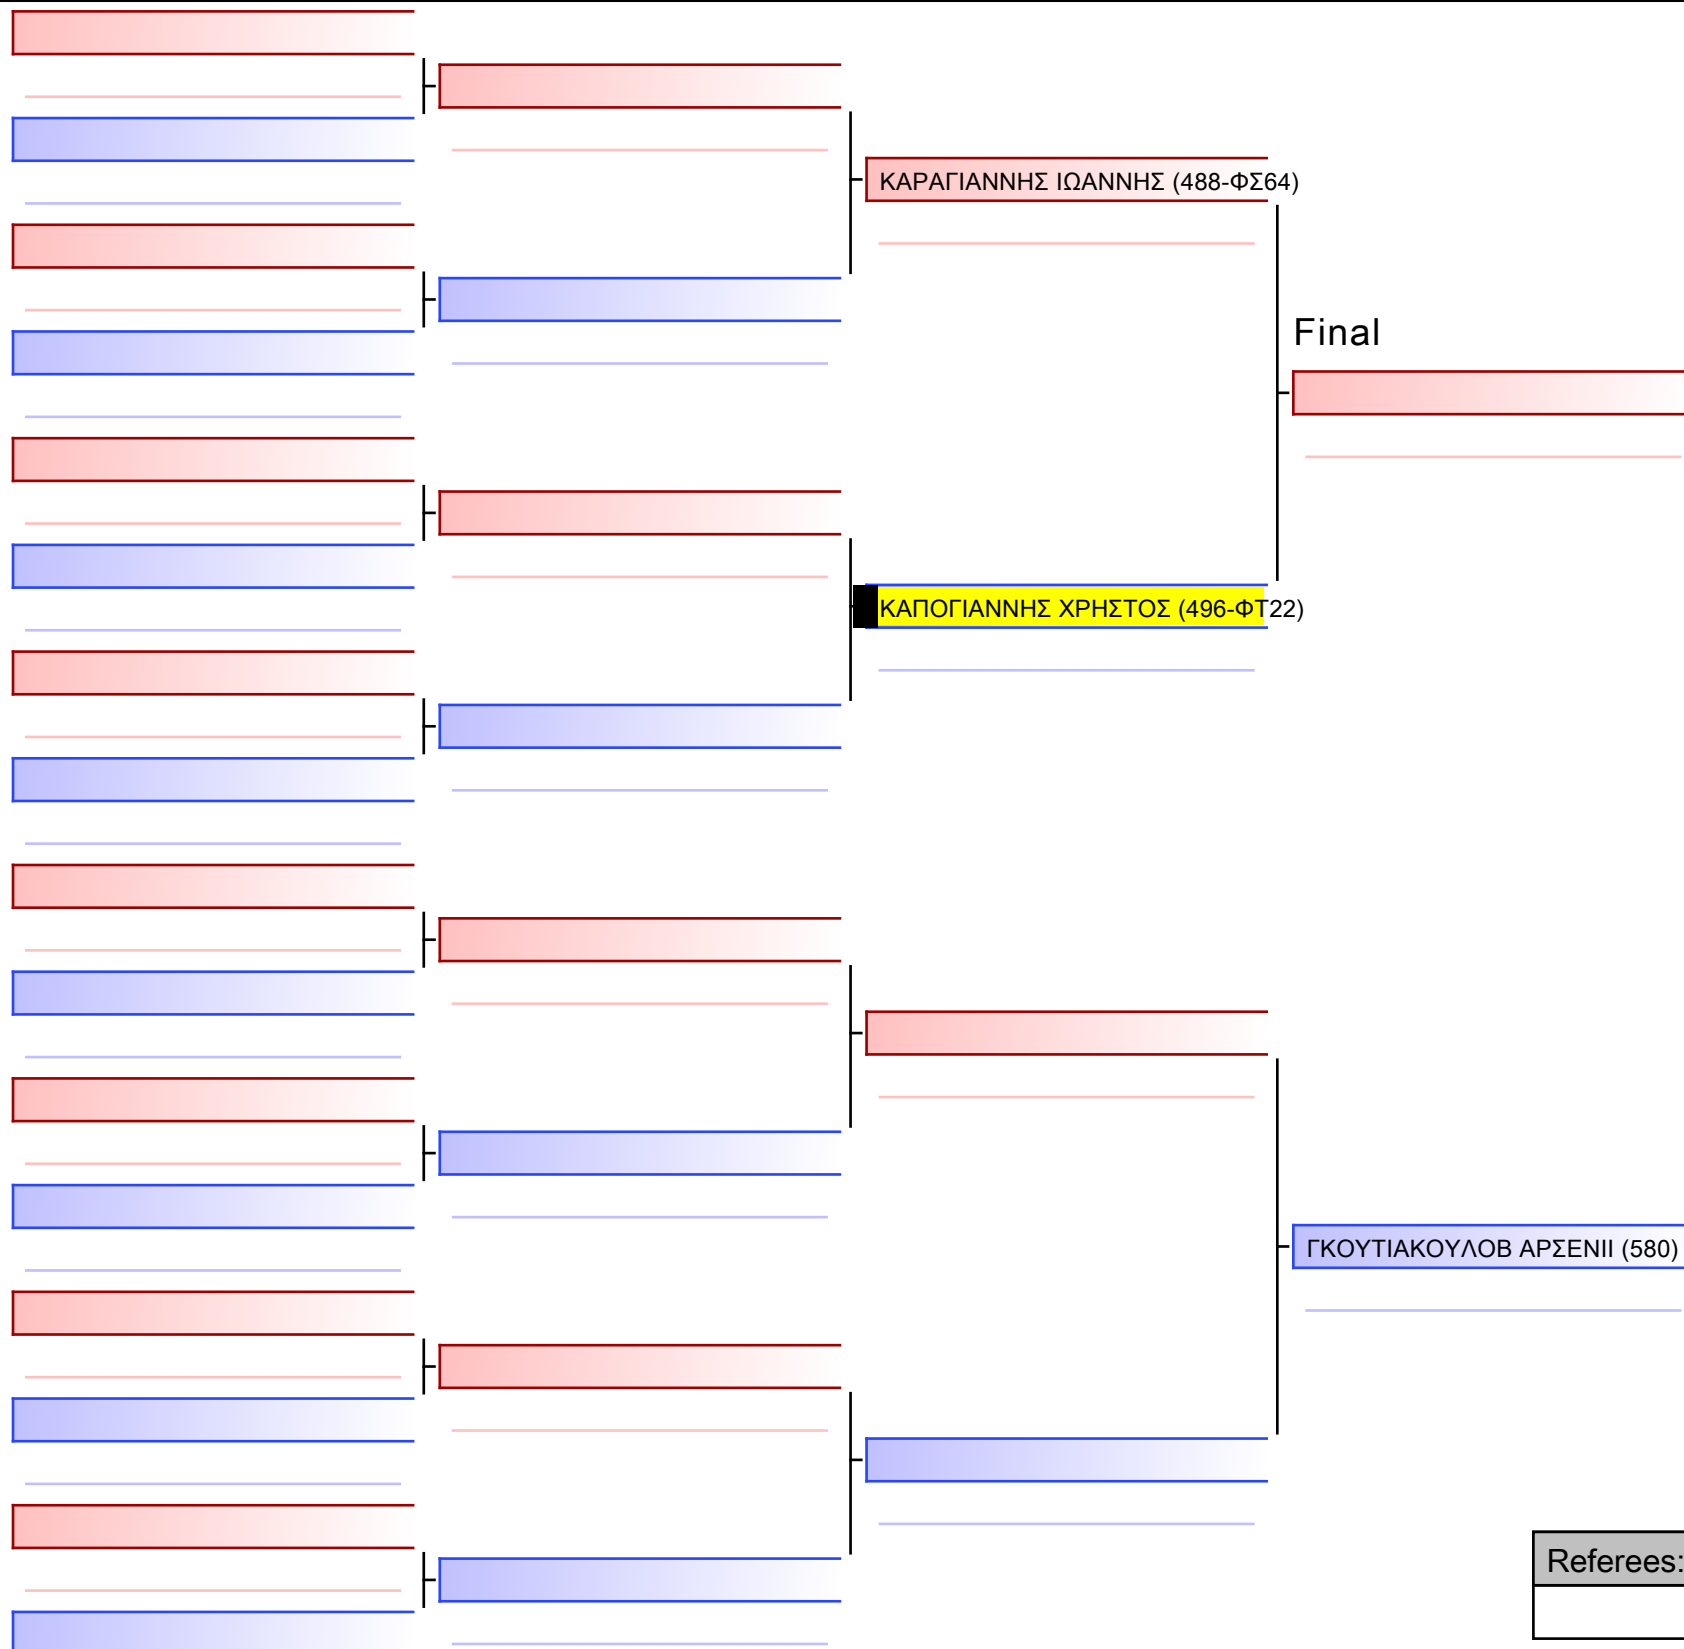 ΚΑΡΑΓΙΑΝΝΗΣ ΙΩΑΝΝΗΣ (488-ΦΣ64)
Final
ΚΑΠΟΓΙΑΝΝΗΣ ΧΡΗΣΤΟΣ (496-ΦΤ22)
ΓΚΟΥΤΙΑΚΟΥΛΟΒ ΑΡΣΕΝΙΙ (580)
Referees: